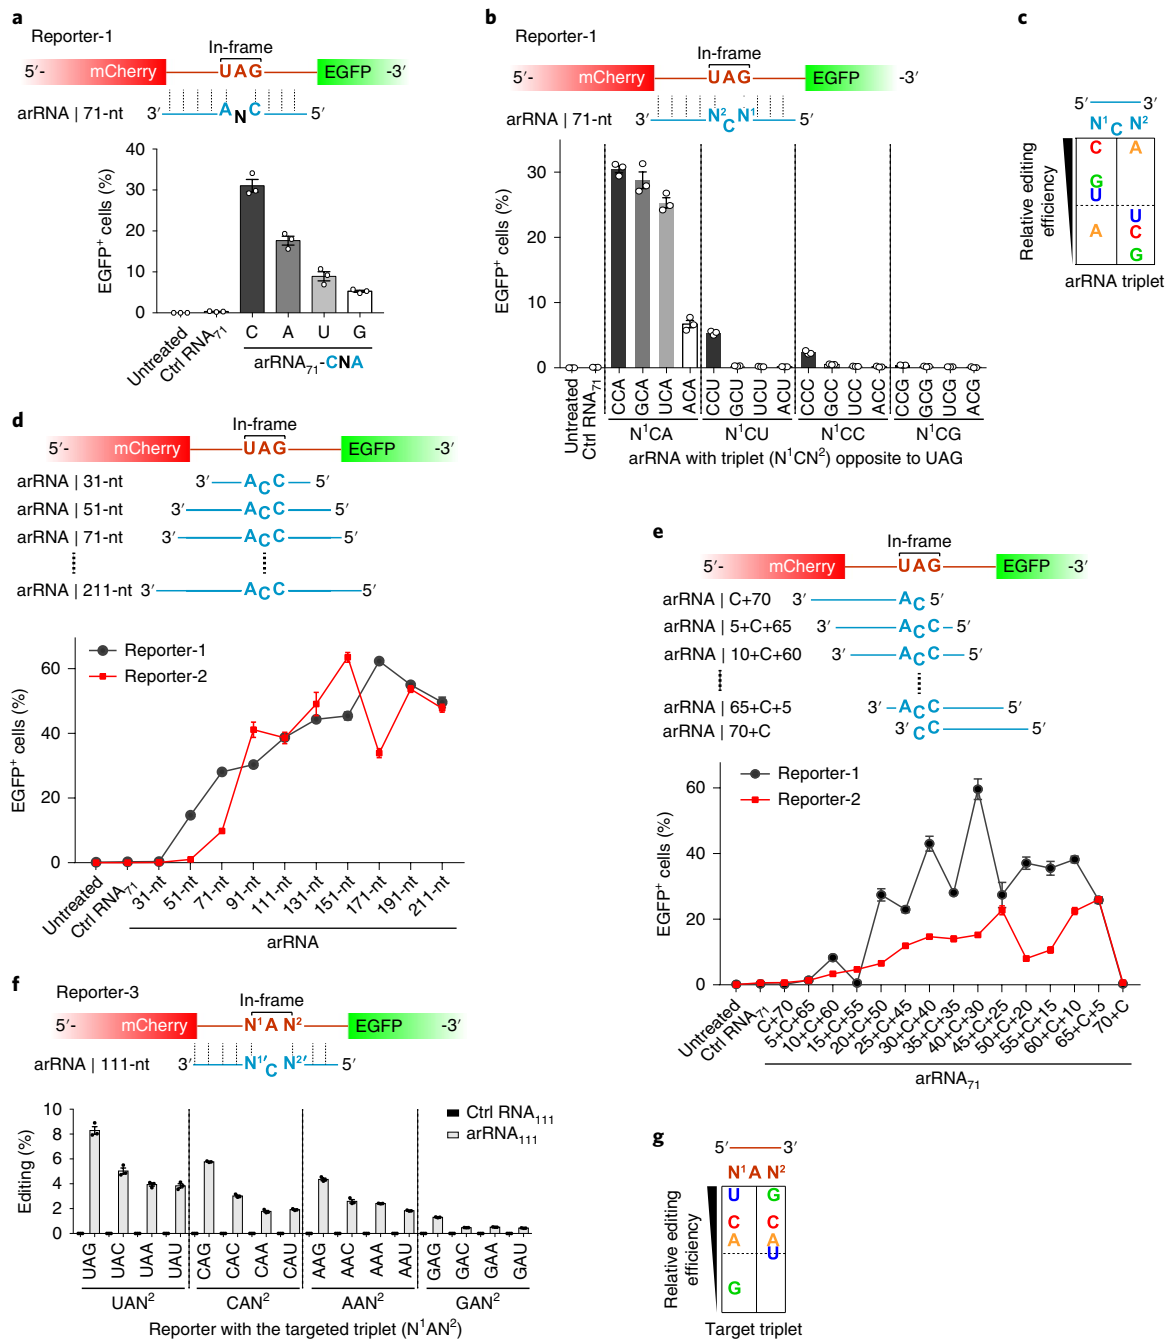 a
Reporter-1
In-frame
5′- mCherry UAG EGFP -3′
arRNA | 71-nt 3′ A N C 5′
EGFP⁺ cells (%)
40
30
20
10
0
Untreated
Ctrl RNA₇₁
C A U G
arRNA₇₁-CNA
b
Reporter-1
In-frame
5′- mCherry UAG EGFP -3′
arRNA | 71-nt 3′ N² C N¹ 5′
EGFP⁺ cells (%)
30
20
10
0
Untreated
Ctrl RNA₇₁
CCA GCA UCA ACA CCU GCU UCU ACU CCC GCC UCC ACC CCG GCG UCG ACG
N¹CA N¹CU N¹CC N¹CG
arRNA with triplet (N¹CN²) opposite to UAG
c
5′ 3′
N¹ C N²
C A
G
U
U
A C
G
Relative editing
efficiency
arRNA triplet
d
In-frame
5′- mCherry UAG EGFP -3′
arRNA | 31-nt 3′ ACC 5′
arRNA | 51-nt 3′ ACC 5′
arRNA | 71-nt 3′ ACC 5′
arRNA | 211-nt 3′ ACC 5′
Reporter-1
Reporter-2
EGFP⁺ cells (%)
60
40
20
0
Untreated
Ctrl RNA₇₁
31-nt
51-nt
71-nt
91-nt
111-nt
131-nt
151-nt
171-nt
191-nt
211-nt
arRNA
e
In-frame
5′- mCherry UAG EGFP -3′
arRNA | C+70 3′ AC 5′
arRNA | 5+C+65 3′ ACC 5′
arRNA | 10+C+60 3′ ACC 5′
arRNA | 65+C+5 3′ ACC 5′
arRNA | 70+C 3′ CC 5′
Reporter-1
Reporter-2
EGFP⁺ cells (%)
60
40
20
0
Untreated
Ctrl RNA₇₁
C+70
5+C+65
10+C+60
15+C+55
20+C+50
25+C+45
30+C+40
35+C+35
40+C+30
45+C+25
50+C+20
55+C+15
60+C+10
65+C+5
70+C
arRNA₇₁
f
Reporter-3
In-frame
5′- mCherry N¹ A N² EGFP -3′
arRNA | 111-nt 3′ N¹′ C N²′ 5′
Ctrl RNA₁₁₁
arRNA₁₁₁
Editing (%)
10
8
6
4
2
0
UAG UAC UAA UAU CAG CAC CAA CAU AAG AAC AAA AAU GAG GAC GAA GAU
UAN² CAN² AAN² GAN²
Reporter with the targeted triplet (N¹AN²)
g
5′ 3′
N¹ A N²
U G
C C
A A
U
G
Relative editing
efficiency
Target triplet